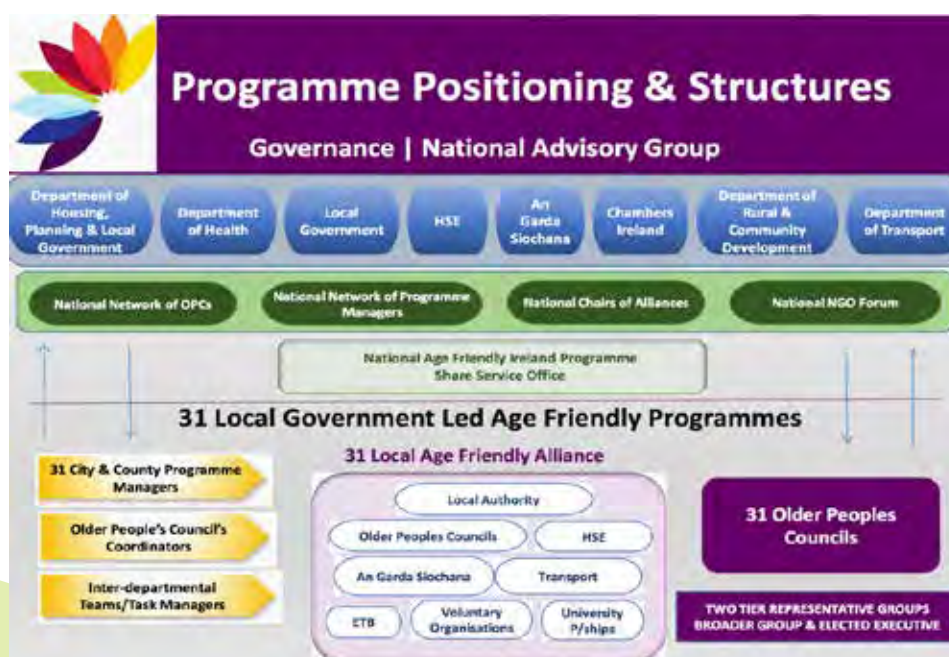 Programme Positioning & Structures
Governance | National Advisory Group
Department of
Housing,
Planning & Local
Government
Department
of Health
Local
Government
HSE
An
Garda
Siochana
Chambers
Ireland
Department of
Rural &
Community
Development
Department
of Transport
National Network of OPCs
National Network of Programme
Managers
National Chairs of Alliances
National NGO Forum
National Age Friendly Ireland Programme
Share Service Office
31 Local Government Led Age Friendly Programmes
31 City & County Programme
Managers
Older People's Council's
Coordinators
Inter-departmental
Teams/Task Managers
31 Local Age Friendly Alliance
Local Authority
Older Peoples Councils
HSE
An Garda Siochana
Transport
ETB
Voluntary
Organisations
University
P/ships
31 Older Peoples
Councils
TWO TIER REPRESENTATIVE GROUPS
BROADER GROUP & ELECTED EXECUTIVE